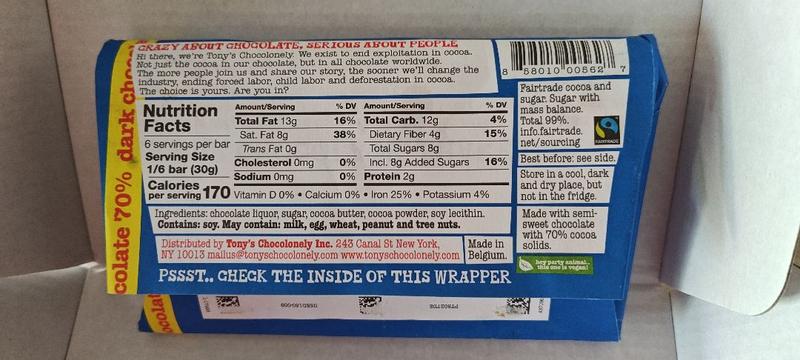 CRAZY ABOUT CHOCOLATE, SERIOUS ABOUT PEOPLE
Hi there, we're Tony's Chocolonely. We exist to end exploitation in cocoa.
Not just the cocoa in our chocolate, but in all chocolate worldwide.
The more people join us and share our story, the sooner we'll change the
industry, ending forced labor, child labor and deforestation in cocoa.
The choice is yours. Are you in?
8 58010 00562 7
colate 70% dark choc
Nutrition
Facts
6 servings per bar
Serving Size
1/6 bar (30g)
Calories
per serving 170
Amount/Serving % DV
Total Fat 13g 16%
Sat. Fat 8g 38%
Trans Fat 0g
Cholesterol 0mg 0%
Sodium 0mg 0%
Amount/Serving % DV
Total Carb. 12g 4%
Dietary Fiber 4g 15%
Total Sugars 8g
Incl. 8g Added Sugars 16%
Protein 2g
Vitamin D 0% • Calcium 0% • Iron 25% • Potassium 4%
Ingredients: chocolate liquor, sugar, cocoa butter, cocoa powder, soy lecithin.
Contains: soy. May contain: milk, egg, wheat, peanut and tree nuts.
Distributed by Tony's Chocolonely Inc. 243 Canal St New York,
NY 10013 mailus@tonyschocolonely.com www.tonyschocolonely.com
Made in
Belgium.
PSSST.. CHECK THE INSIDE OF THIS WRAPPER
Fairtrade cocoa and
sugar. Sugar with
mass balance.
Total 99%.
info.fairtrade.
net/sourcing
FAIRTRADE
Best before: see side.
Store in a cool, dark
and dry place, but
not in the fridge.
Made with semi-
sweet chocolate
with 70% cocoa
solids.
hey party animal,
this one is vegan!
ocolat